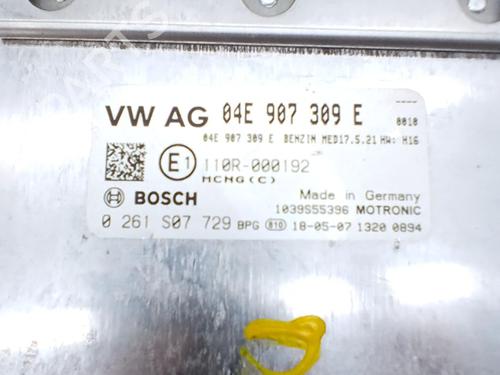 VW AG 04E 907 309 E 0010
04E 907 309 E BENZIN MED17.5.21 HW: H16
E1 110R-000192
MCHG(C)
BOSCH Made in Germany
1039S55396 MOTRONIC
0 261 S07 729 BPG 810 18-05-07 1320 0894